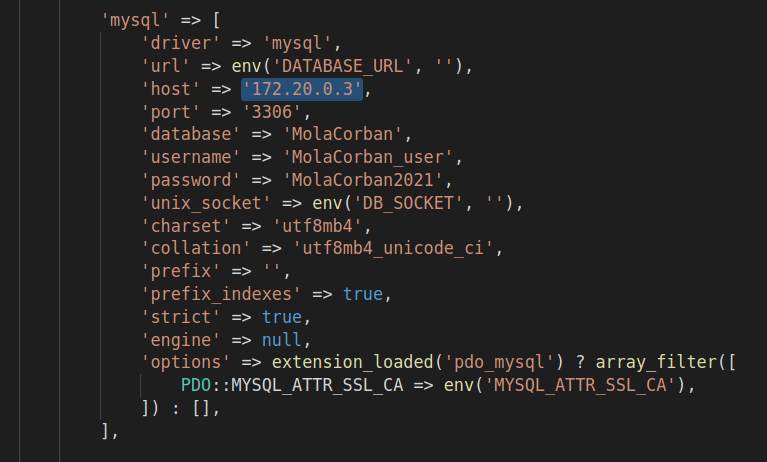 'mysql' => [
'driver' => 'mysql',
'url' => env('DATABASE_URL', ''),
'host' => '172.20.0.3',
'port' => '3306',
'database' => 'MolaCorban',
'username' => 'MolaCorban_user',
'password' => 'MolaCorban2021',
'unix_socket' => env('DB_SOCKET', ''),
'charset' => 'utf8mb4',
'collation' => 'utf8mb4_unicode_ci',
'prefix' => '',
'prefix_indexes' => true,
'strict' => true,
'engine' => null,
'options' => extension_loaded('pdo_mysql') ? array_filter([
PDO::MYSQL_ATTR_SSL_CA => env('MYSQL_ATTR_SSL_CA'),
]) : [],
],